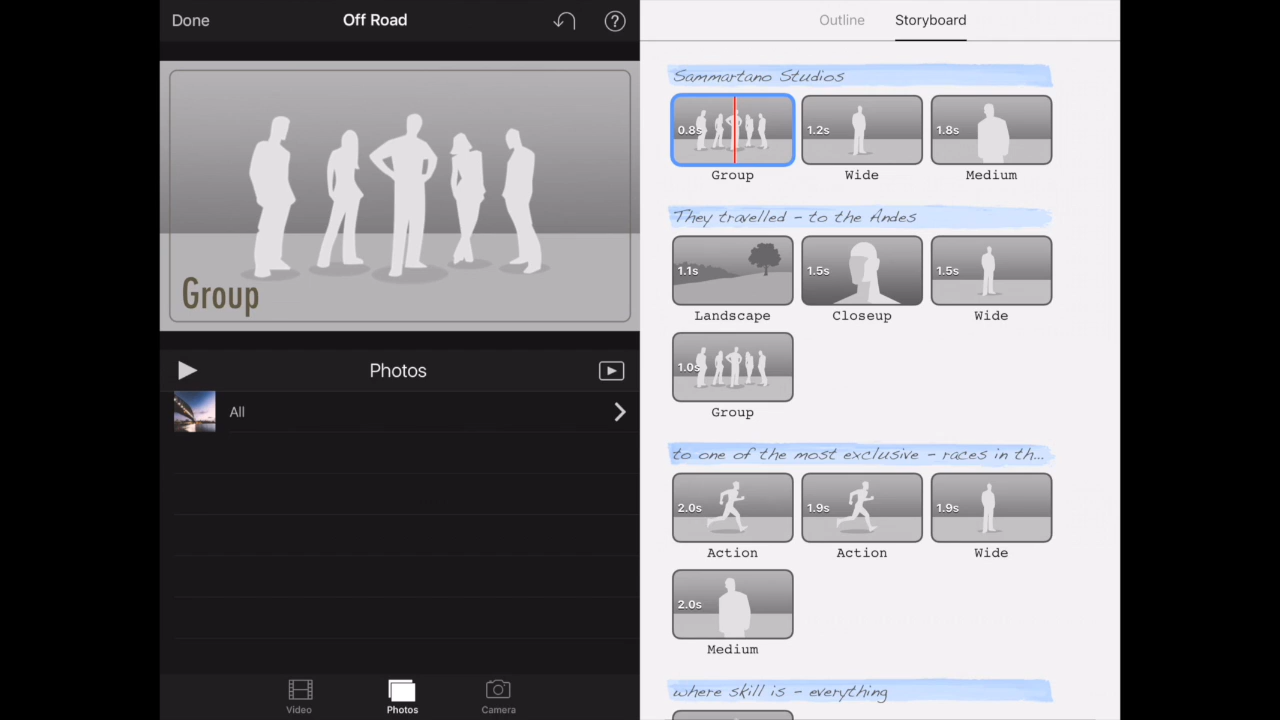 Done Off Road ?
Group
Photos
All
Video Photos Camera
Outline Storyboard
Sammartano Studios
0.8s 1.2s 1.8s
Group Wide Medium
They travelled - to the Andes
1.1s 1.5s 1.5s
Landscape Closeup Wide
1.0s
Group
to one of the most exclusive - races in th...
2.0s 1.9s 1.9s
Action Action Wide
2.0s
Medium
where skill is - everything